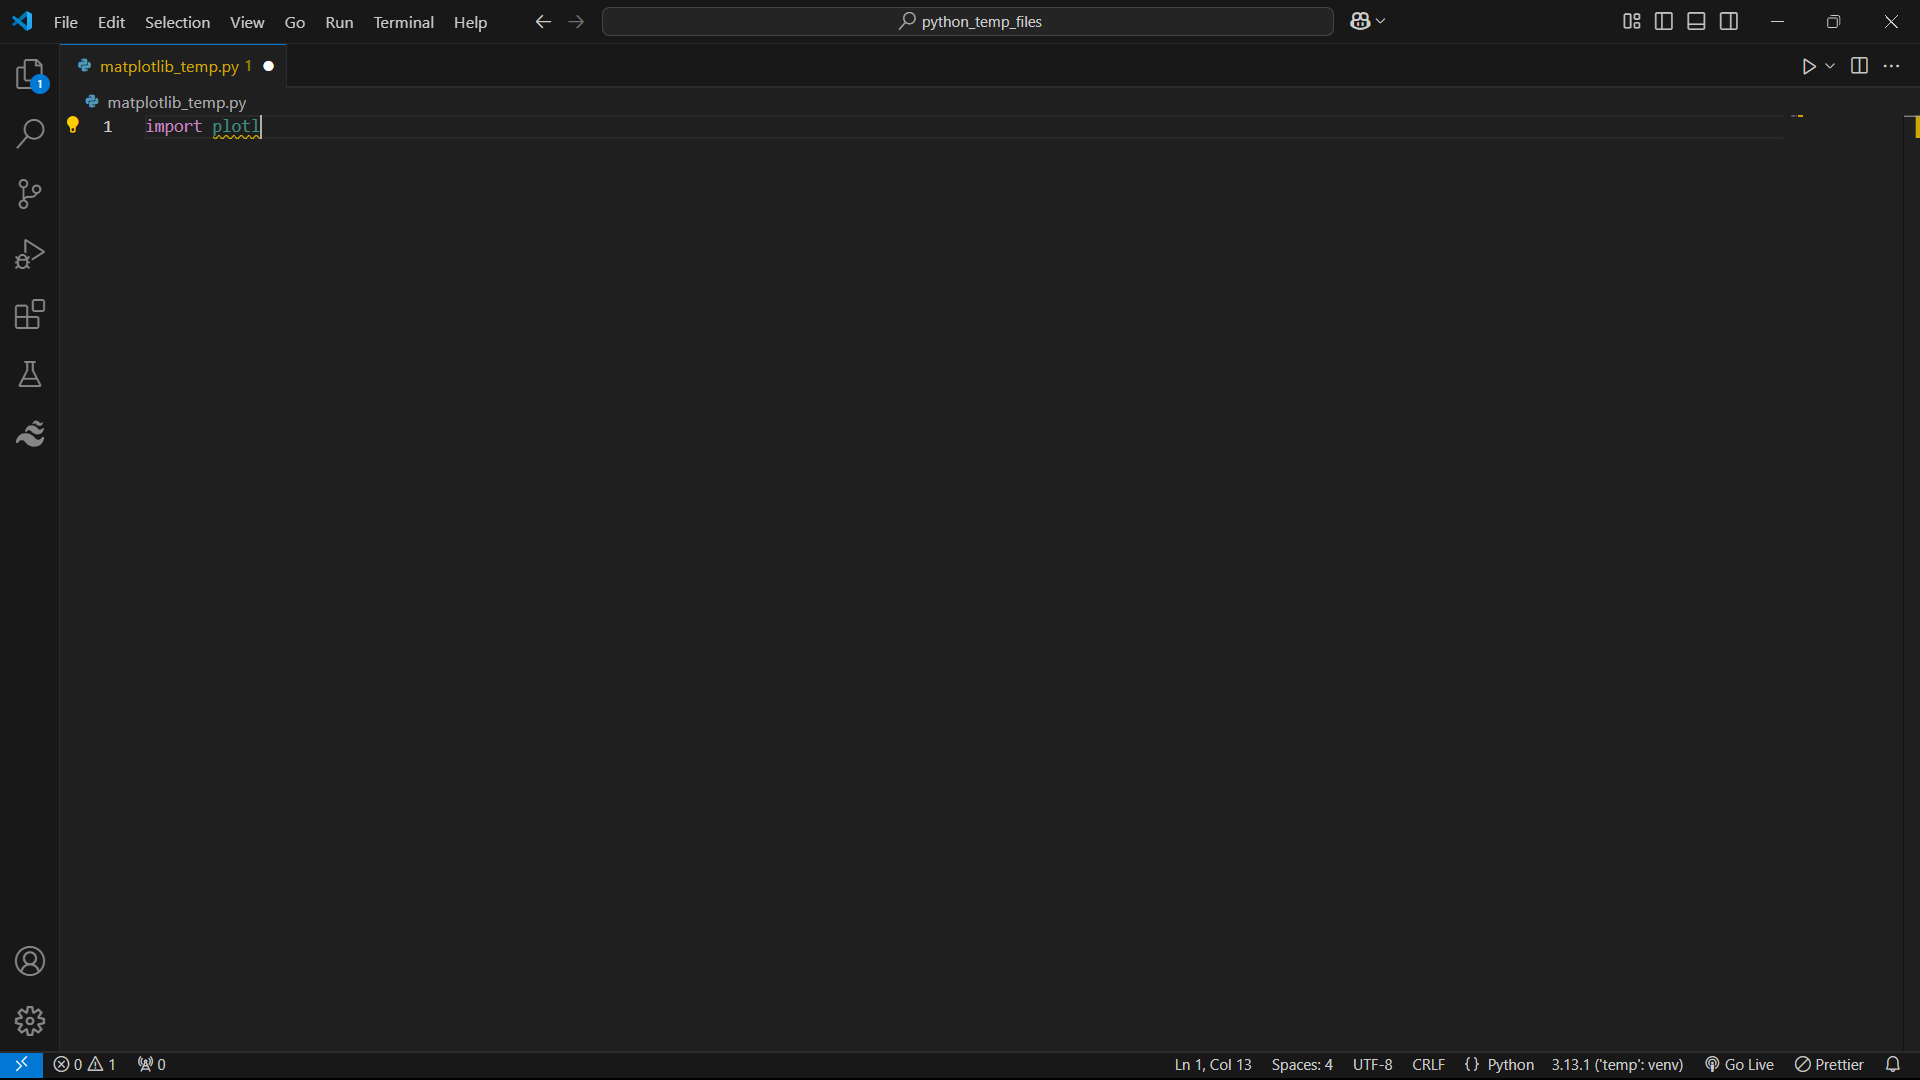 File Edit Selection View Go Run Terminal Help
python_temp_files
matplotlib_temp.py 1
1
matplotlib_temp.py
1 import plotl
0 1 0
Ln 1, Col 13 Spaces: 4 UTF-8 CRLF {} Python 3.13.1 ('temp': venv) Go Live Prettier